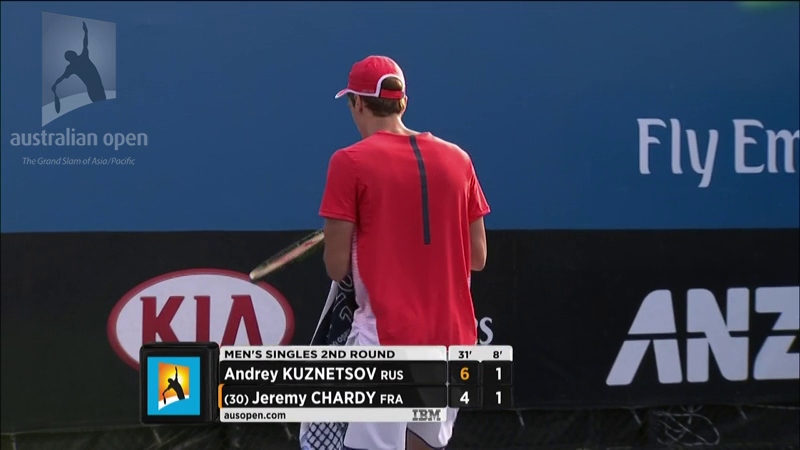 australian open
The Grand Slam of Asia/Pacific
Fly Em
KIA
ANZ
MEN'S SINGLES 2ND ROUND 31' 8'
Andrey KUZNETSOV RUS 6 1
(30) Jeremy CHARDY FRA 4 1
ausopen.com IBM